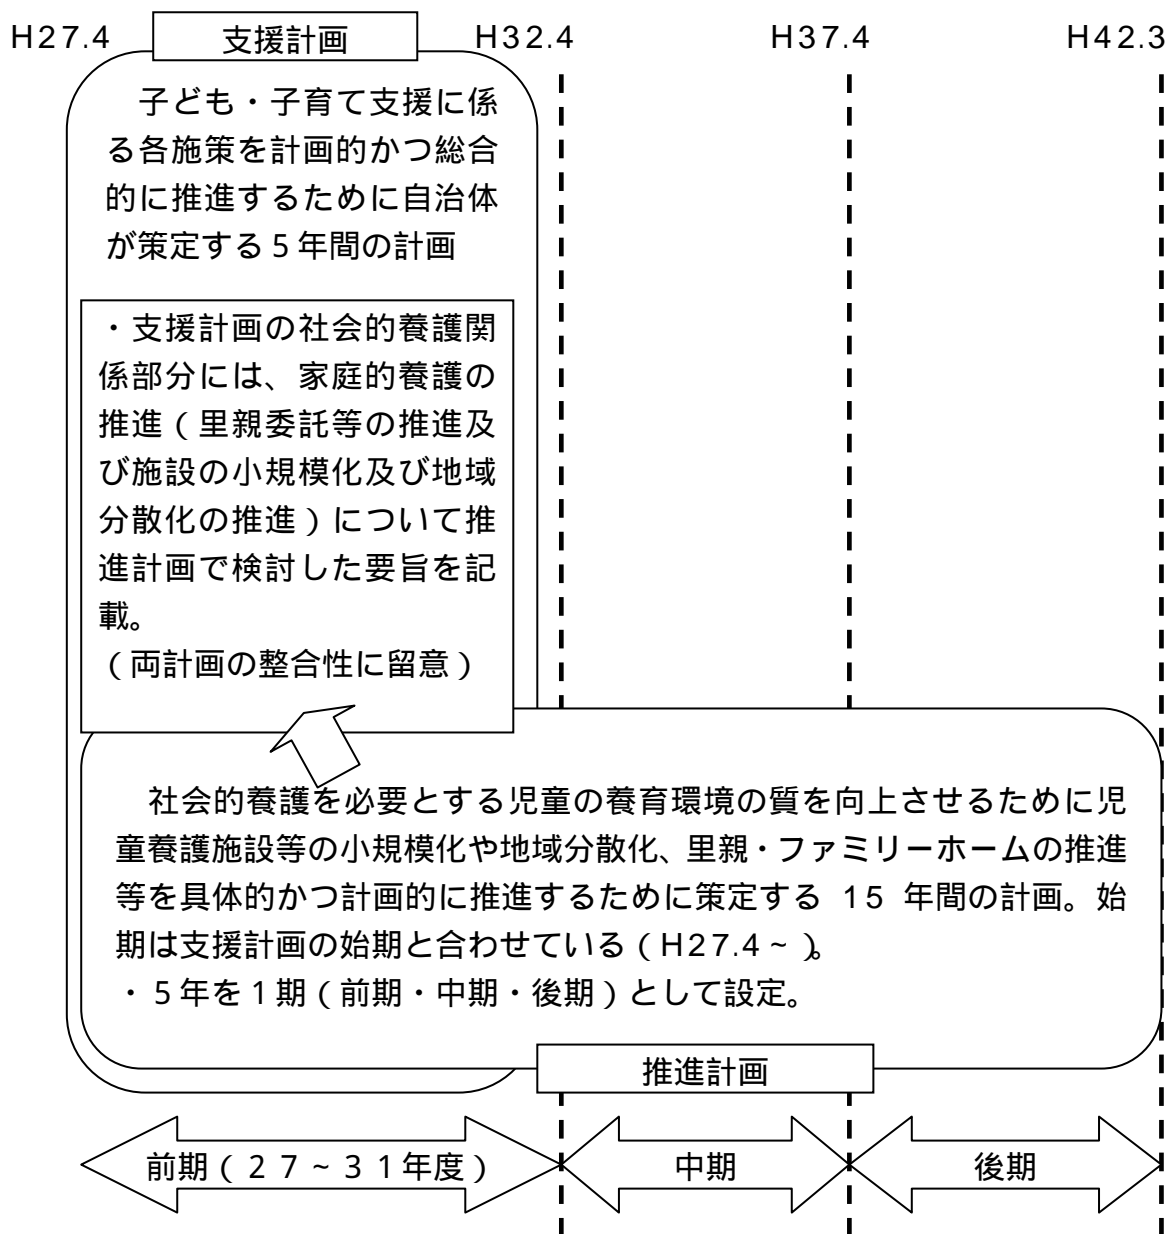 H27.4 支援計画 H32.4 H37.4 H42.3
子ども・子育て支援に係
る各施策を計画的かつ総合
的に推進するために自治体
が策定する5年間の計画
・支援計画の社会的養護関
係部分には、家庭的養護の
推進(里親委託等の推進及
び施設の小規模化及び地域
分散化の推進)について推
進計画で検討した要旨を記
載。
(両計画の整合性に留意)
社会的養護を必要とする児童の養育環境の質を向上させるために児
童養護施設等の小規模化や地域分散化、里親・ファミリーホームの推進
等を具体的かつ計画的に推進するために策定する 15 年間の計画。始
期は支援計画の始期と合わせている(H27.4~)。
・5年を1期(前期・中期・後期)として設定。
推進計画
前期(27~31年度) 中期 後期